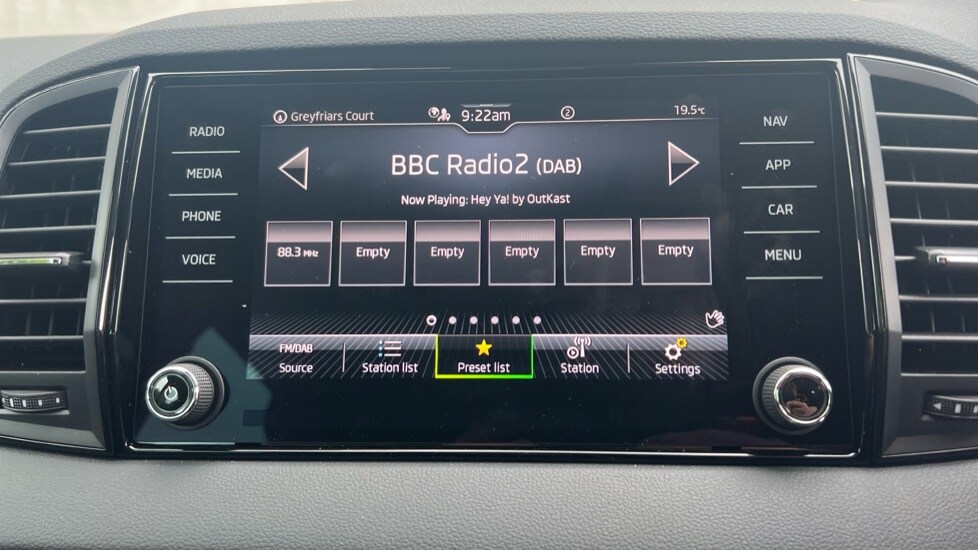 Greyfriars Court
9:22am
2
19.5°C
RADIO
MEDIA
PHONE
VOICE
BBC Radio2 (DAB)
Now Playing: Hey Ya! by OutKast
88.3 MHz
Empty
Empty
Empty
Empty
Empty
FM/DAB
Source
Station list
Preset list
Station
Settings
NAV
APP
CAR
MENU